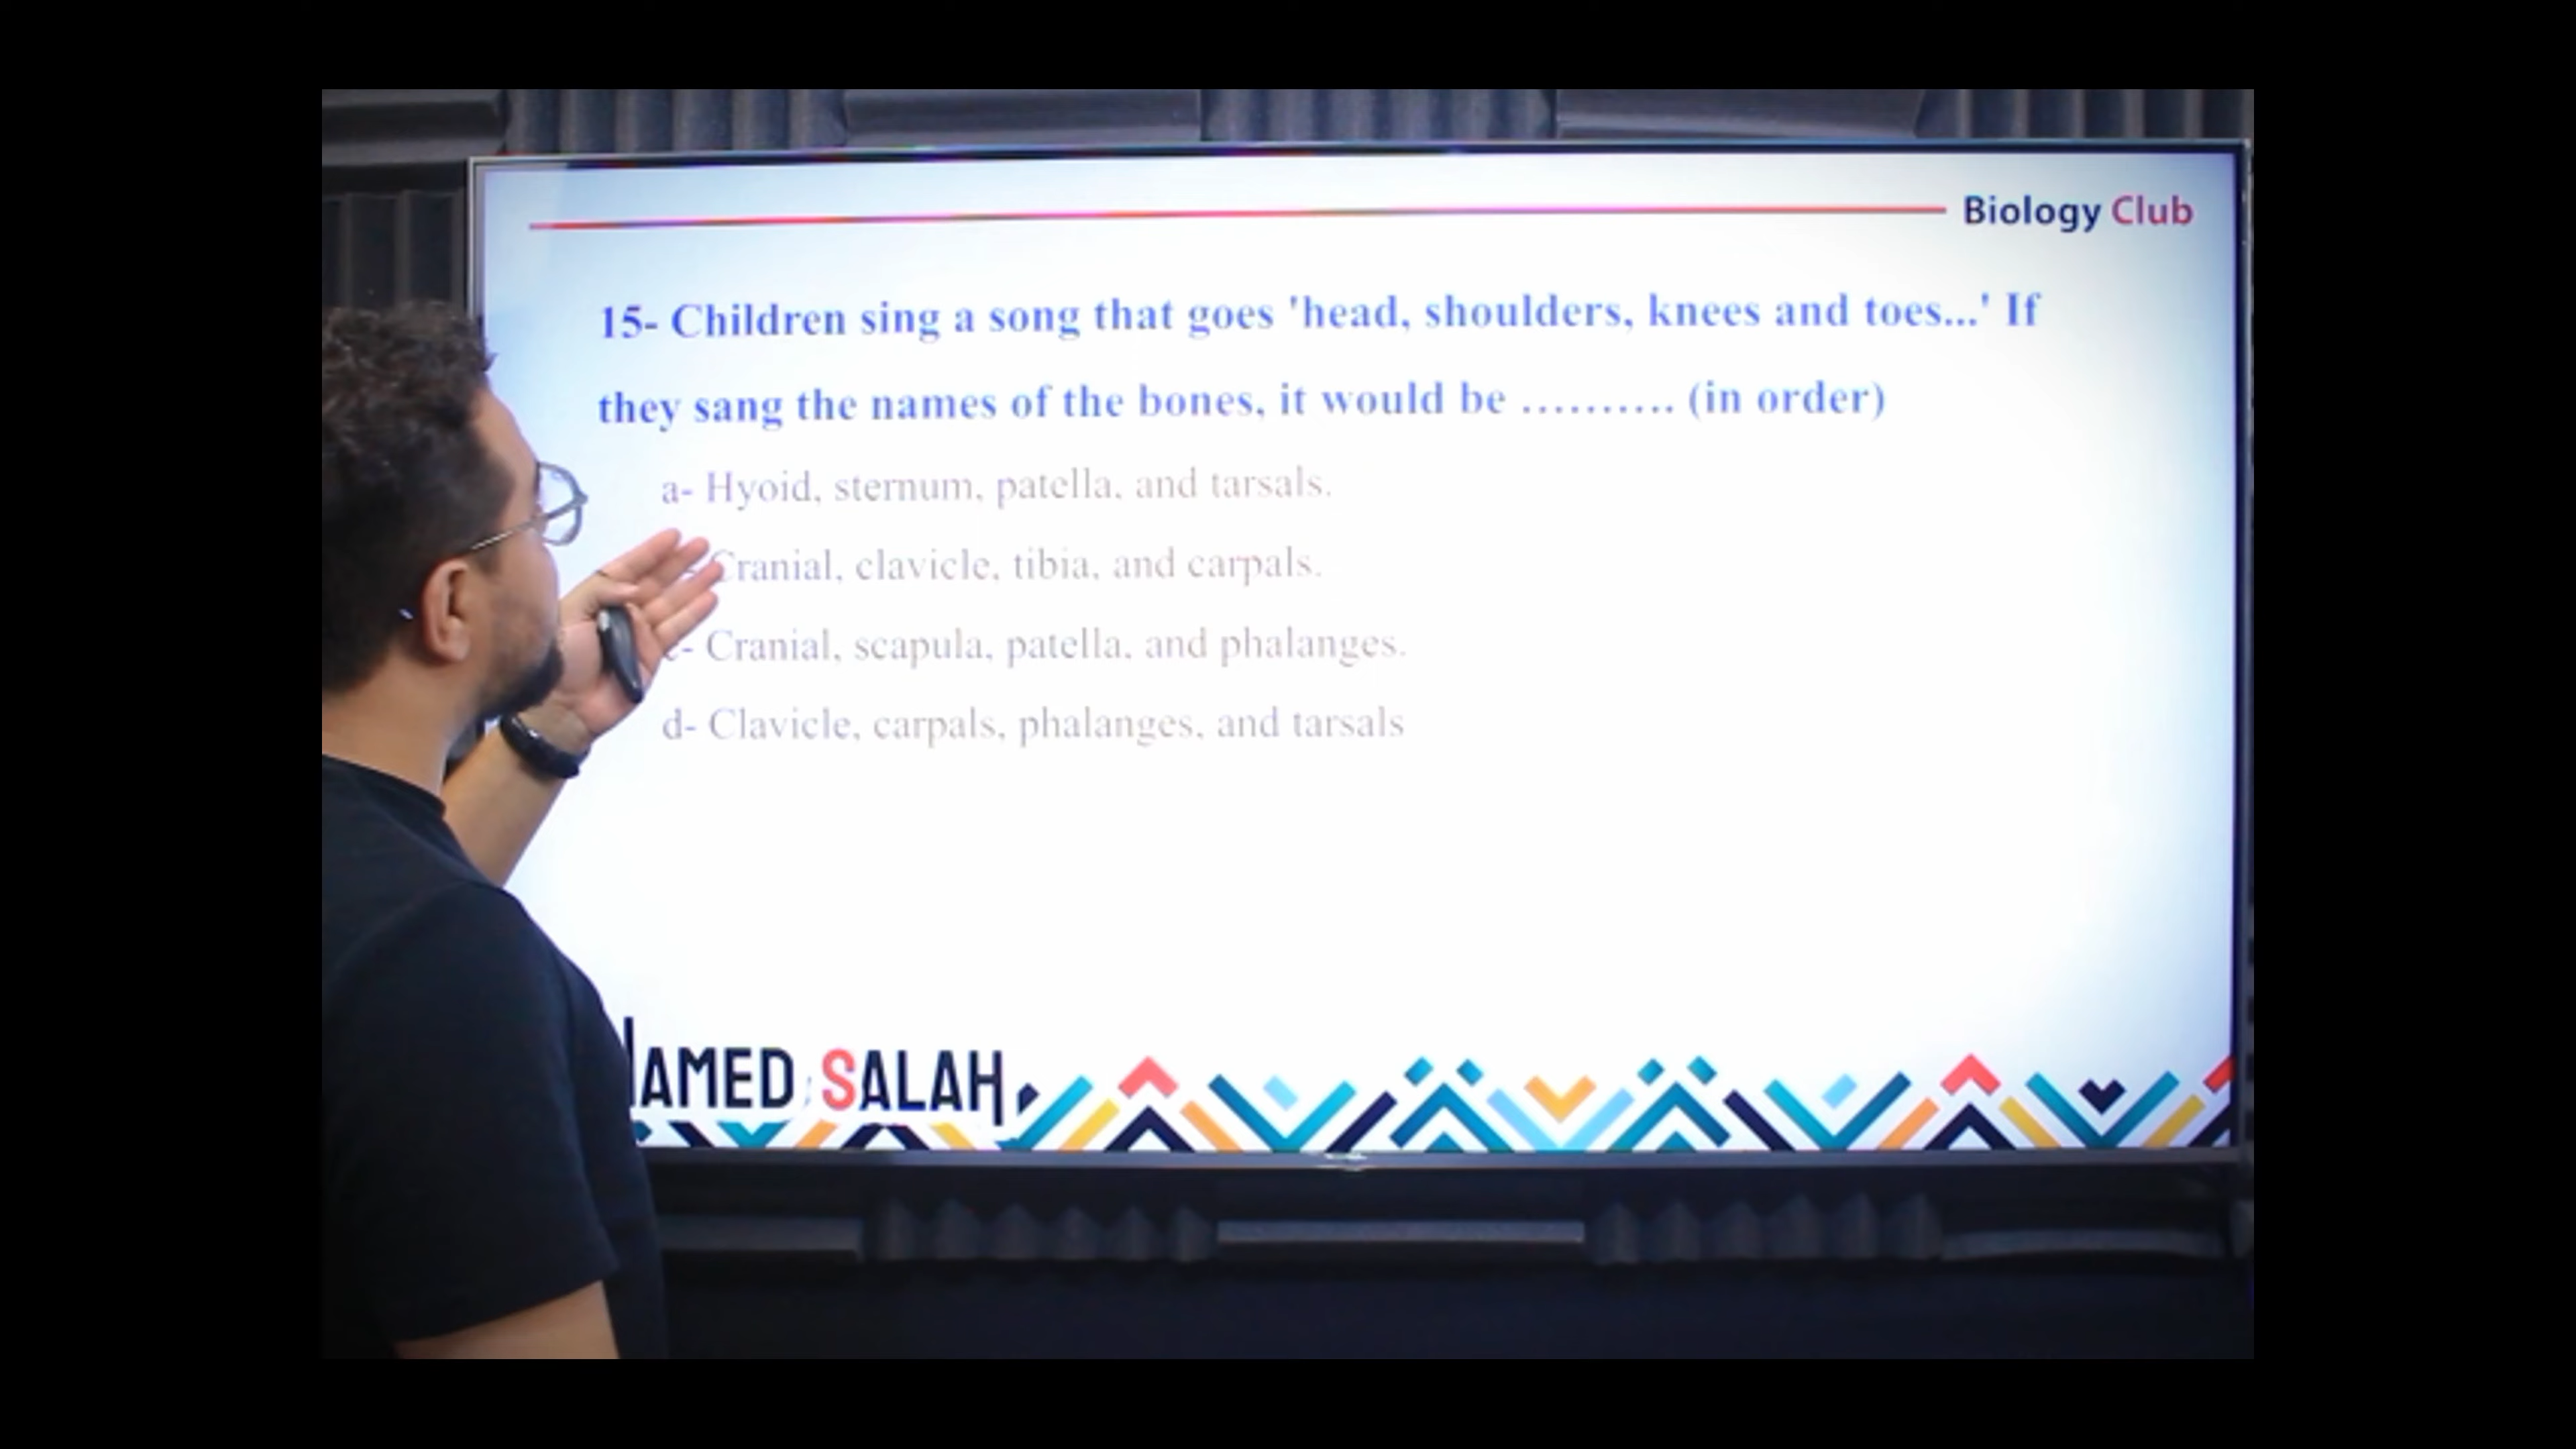 Biology Club
15- Children sing a song that goes 'head, shoulders, knees and toes...' If
they sang the names of the bones, it would be .......... (in order)
a- Hyoid, sternum, patella, and tarsals.
Cranial, clavicle, tibia, and carpals.
c- Cranial, scapula, patella, and phalanges.
d- Clavicle, carpals, phalanges, and tarsals
SALAH